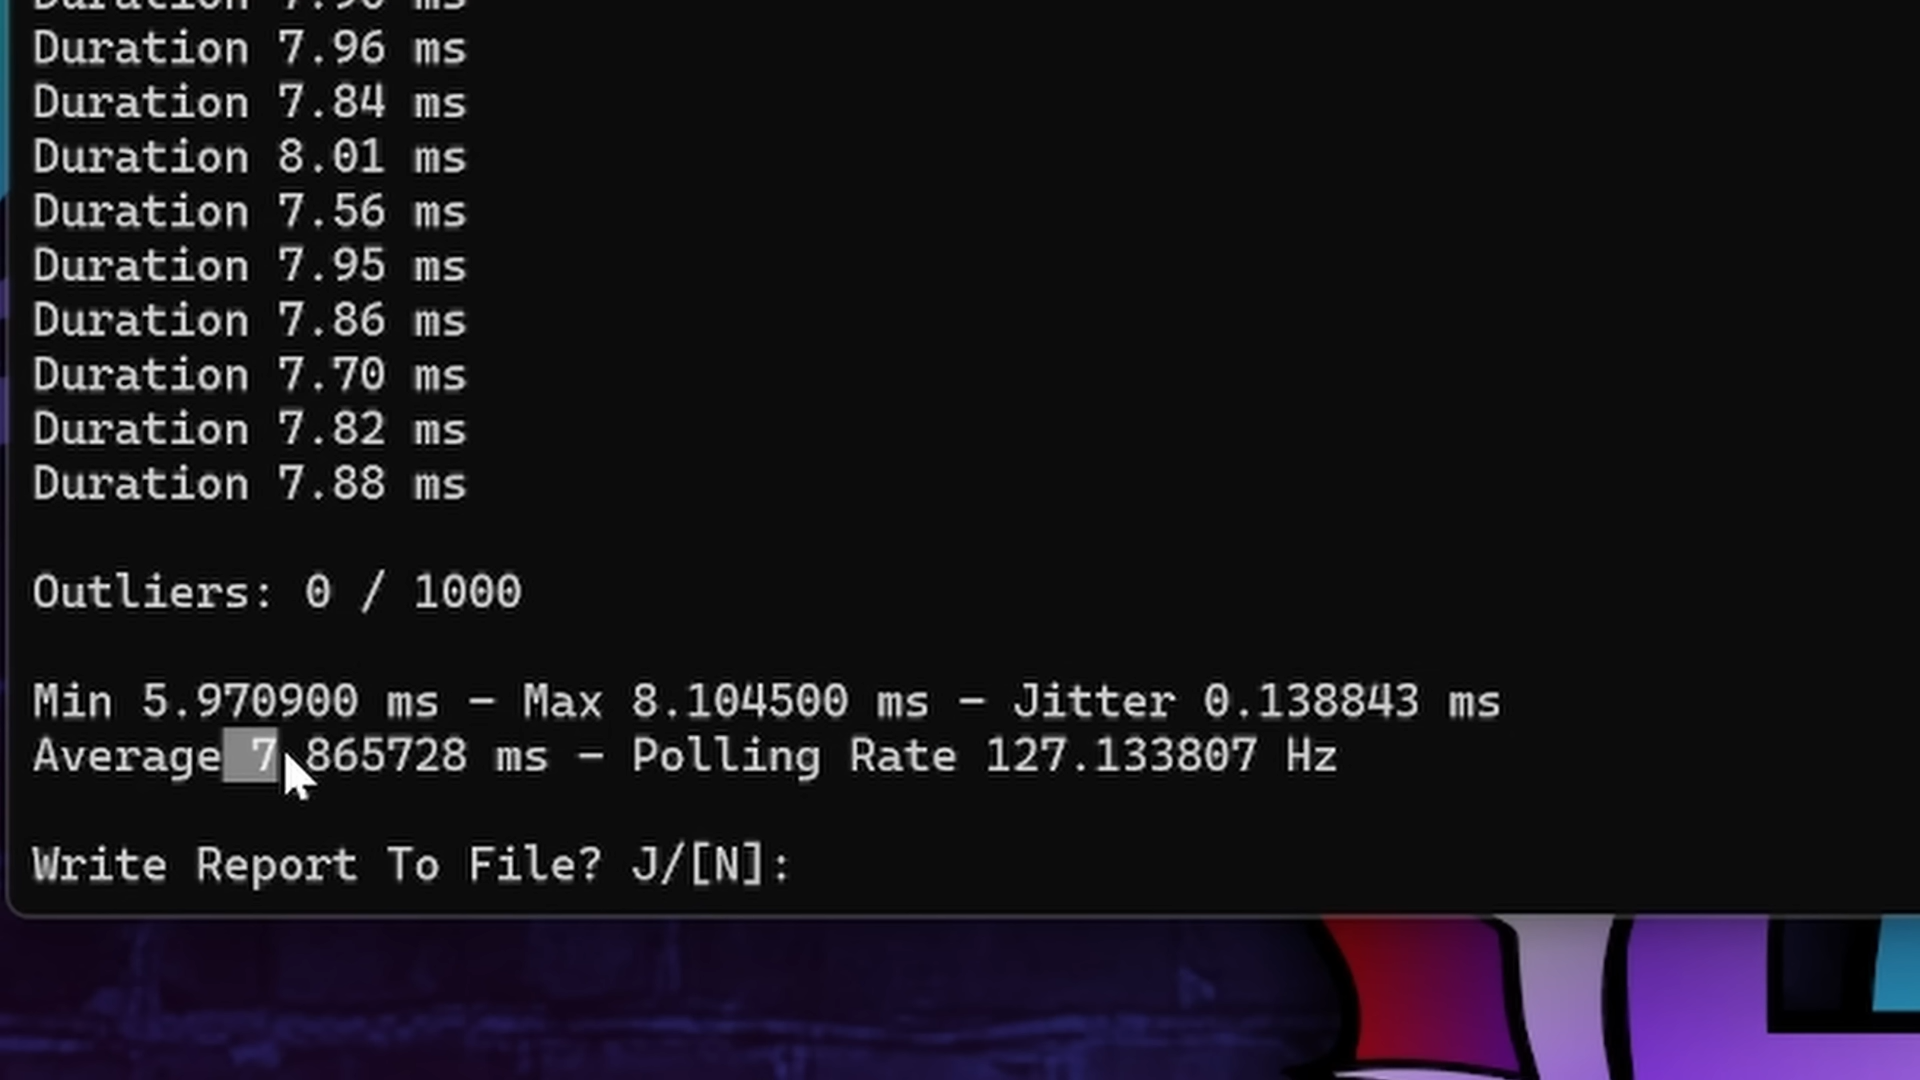 Duration 7.96 ms
Duration 7.84 ms
Duration 8.01 ms
Duration 7.56 ms
Duration 7.95 ms
Duration 7.86 ms
Duration 7.70 ms
Duration 7.82 ms
Duration 7.88 ms
Outliers: 0 / 1000
Min 5.970900 ms — Max 8.104500 ms — Jitter 0.138843 ms
Average 7.865728 ms — Polling Rate 127.133807 Hz
Write Report To File? J/[N]: